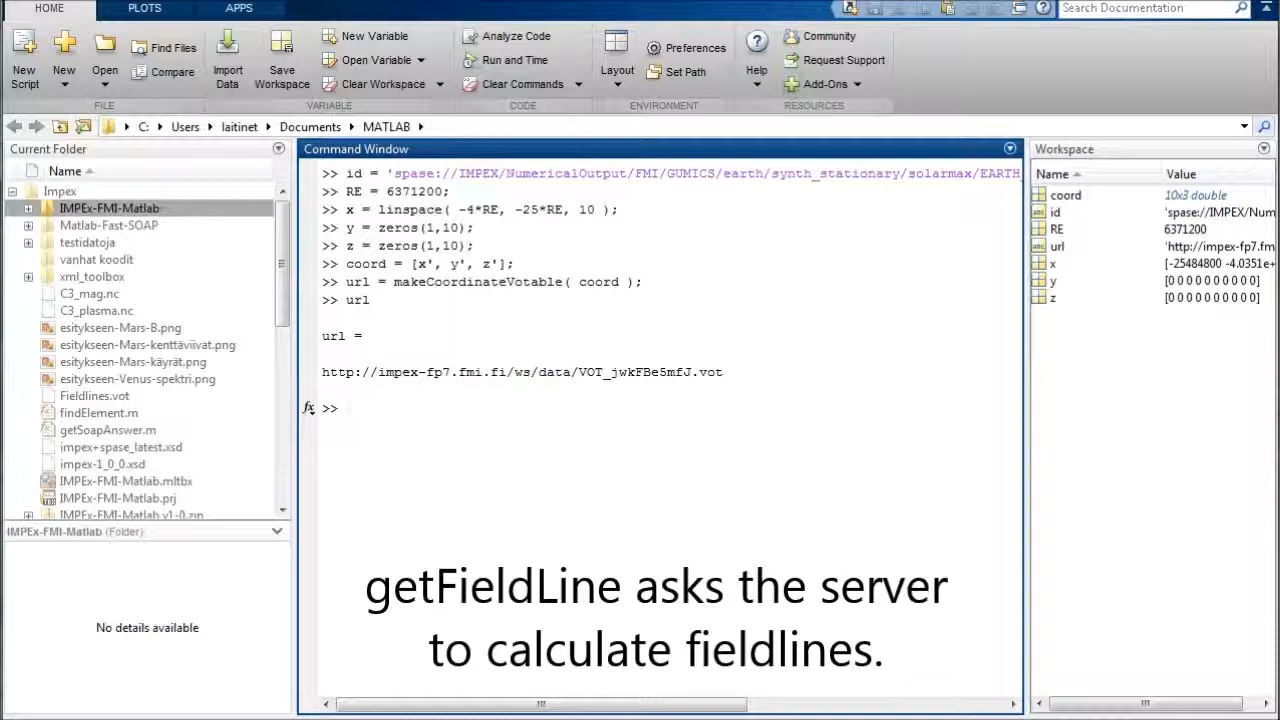 HOME PLOTS APPS Search Documentation
New Script New Open Find Files Compare Import Data Save Workspace New Variable Open Variable Clear Workspace Analyze Code Run and Time Clear Commands Layout Preferences Set Path Help Community Request Support Add-Ons
FILE VARIABLE CODE ENVIRONMENT RESOURCES
C: Users laitinet Documents MATLAB
Current Folder
Name
Impex
IMPEx-FMI-Matlab
Matlab-Fast-SOAP
testidatoja
vanhat koodit
xml_toolbox
C3_mag.nc
C3_plasma.nc
esitykseen-Mars-B.png
esitykseen-Mars-kenttäviivat.png
esitykseen-Mars-käyrät.png
esitykseen-Venus-spektri.png
Fieldlines.vot
findElement.m
getSoapAnswer.m
impex+spase_latest.xsd
impex-1_0_0.xsd
IMPEx-FMI-Matlab.mltbx
IMPEx-FMI-Matlab.prj
IMPEx-FMI-Matlab v1-0.zip
IMPEx-FMI-Matlab (Folder)
No details available
Command Window
>> id = 'spase://IMPEX/NumericalOutput/FMI/GUMICS/earth/synth_stationary/solarmax/EARTH_
>> RE = 6371200;
>> x = linspace( -4*RE, -25*RE, 10 );
>> y = zeros(1,10);
>> z = zeros(1,10);
>> coord = [x', y', z'];
>> url = makeCoordinateVotable( coord );
>> url
url =
http://impex-fp7.fmi.fi/ws/data/VOT_jwkFBe5mfJ.vot
fx >>
getFieldLine asks the server
to calculate fieldlines.
Workspace
Name Value
coord 10x3 double
id 'spase://IMPEX/Num
RE 6371200
url 'http://impex-fp7.fm
x [-25484800 -4.0351e+
y [0 0 0 0 0 0 0 0 0 0]
z [0 0 0 0 0 0 0 0 0 0]